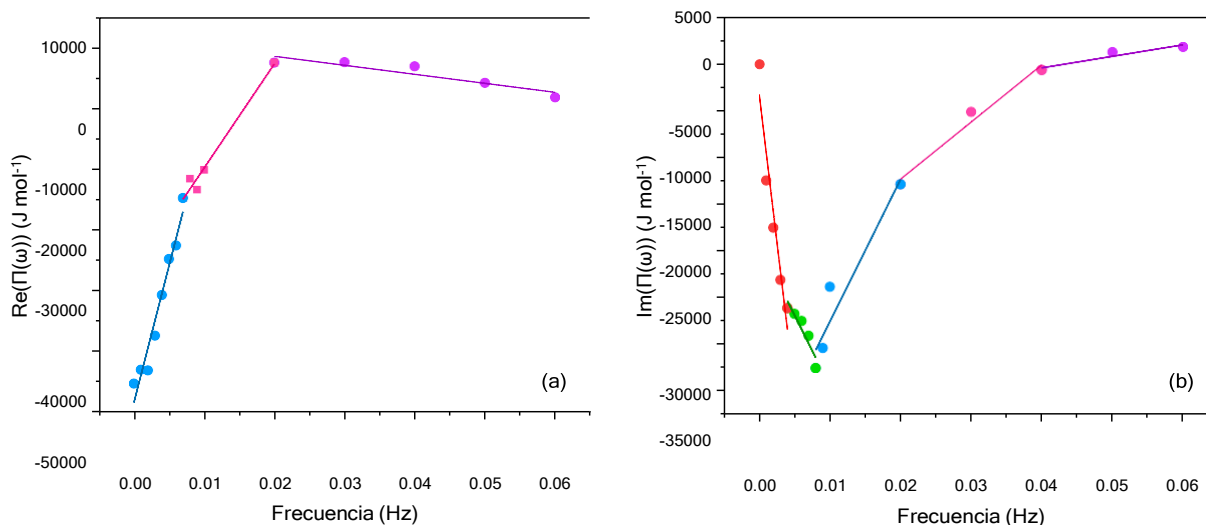 10000
0
-10000
-20000
-30000
-40000
-50000
Re(Π(ω)) (J mol-1)
(a)
0.00 0.01 0.02 0.03 0.04 0.05 0.06
Frecuencia (Hz)
5000
0
-5000
-10000
-15000
-20000
-25000
-30000
-35000
Im(Π(ω)) (J mol-1)
(b)
0.00 0.01 0.02 0.03 0.04 0.05 0.06
Frecuencia (Hz)